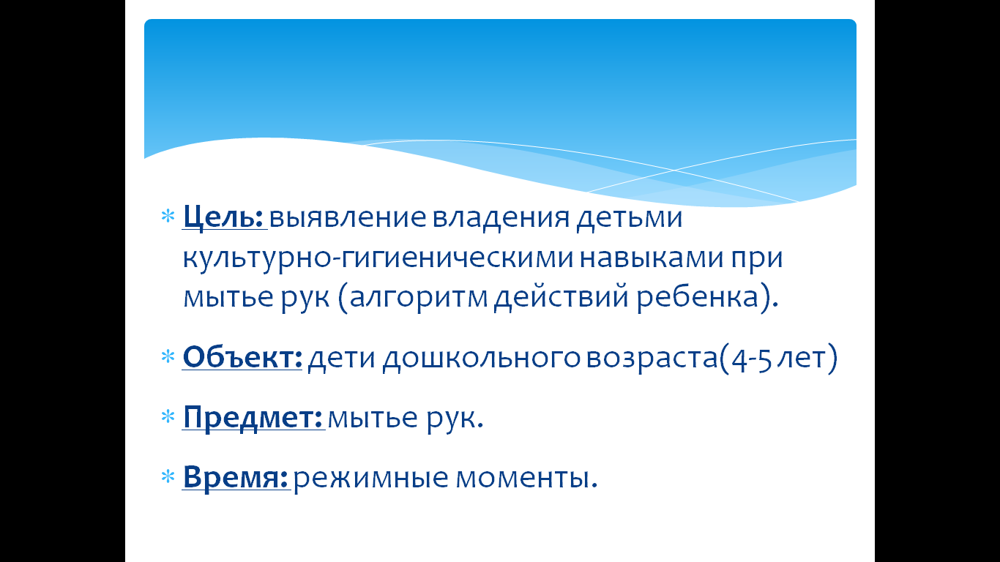 * Цель: выявление владения детьми
культурно-гигиеническими навыками при
мытье рук (алгоритм действий ребенка).
* Объект: дети дошкольного возраста(4-5 лет)
* Предмет: мытье рук.
* Время: режимные моменты.